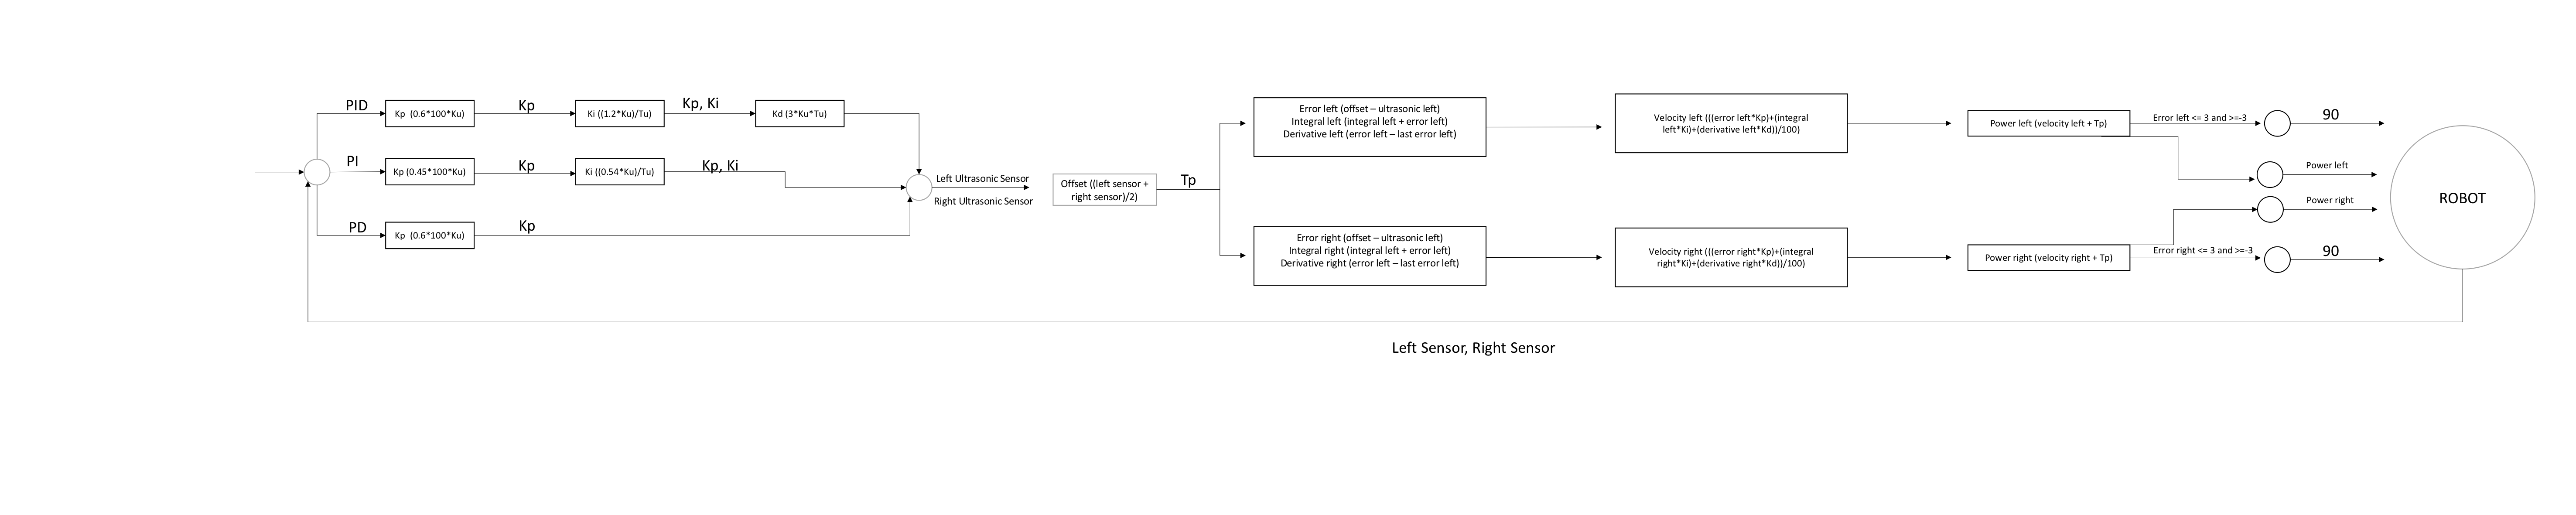 PID
Kp  (0.6*100*Ku)
Kp
Ki ((1.2*Ku)/Tu)
Kp, Ki
Kd (3*Ku*Tu)
PI
Kp (0.45*100*Ku)
Kp
Ki ((0.54*Ku)/Tu)
Kp, Ki
PD
Kp  (0.6*100*Ku)
Kp
Left Ultrasonic Sensor
Right Ultrasonic Sensor
Offset ((left sensor +
right sensor)/2)
Tp
Error left (offset – ultrasonic left)
Integral left (integral left + error left)
Derivative left (error left – last error left)
Velocity left (((error left*Kp)+(integral
left*Ki)+(derivative left*Kd))/100)
Power left (velocity left + Tp)
Error left <= 3 and >=-3
90
Power left
Error right (offset – ultrasonic left)
Integral right (integral left + error left)
Derivative right (error left – last error left)
Velocity right (((error right*Kp)+(integral
right*Ki)+(derivative right*Kd))/100)
Power right (velocity right + Tp)
Power right
Error right <= 3 and >=-3
90
ROBOT
Left Sensor, Right Sensor